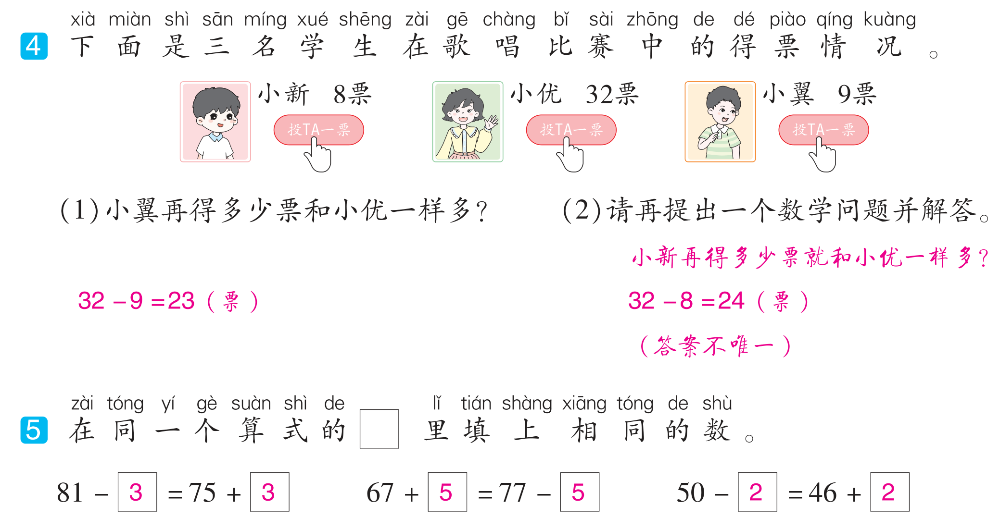 xià miàn shì sān míng xué shēng zài gē chàng bǐ sài zhōng de dé piào qíng kuàng
4 下面是三名学生在歌唱比赛中的得票情况。
小新 8票 小优 32票 小翼 9票
投TA一票 投TA一票 投TA一票
(1)小翼再得多少票和小优一样多? (2)请再提出一个数学问题并解答。
小新再得多少票就和小优一样多?
32-9=23(票) 32-8=24(票)
(答案不唯一)
zài tóng yí gè suàn shì de lǐ tián shàng xiāng tóng de shù
5 在同一个算式的□里填上相同的数。
81-3=75+3 67+5=77-5 50-2=46+2